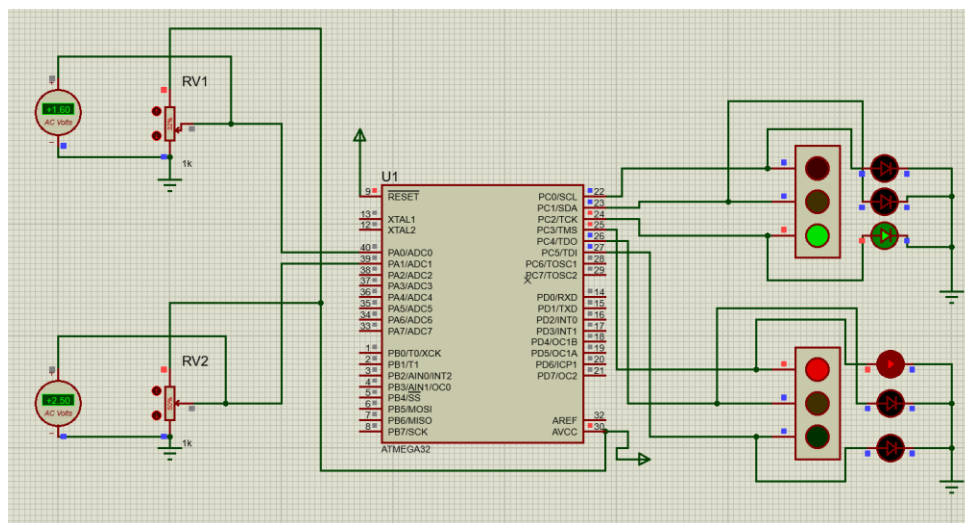 RV1
+1.60
AC Volts
32%
1k
U1
9 RESET PC0/SCL 22
PC1/SDA 23
13 XTAL1 PC2/TCK 24
12 XTAL2 PC3/TMS 25
PC4/TDO 26
40 PA0/ADC0 PC5/TDI 27
39 PA1/ADC1 PC6/TOSC1 28
38 PA2/ADC2 PC7/TOSC2 29
37 PA3/ADC3
36 PA4/ADC4 PD0/RXD 14
35 PA5/ADC5 PD1/TXD 15
34 PA6/ADC6 PD2/INT0 16
33 PA7/ADC7 PD3/INT1 17
PD4/OC1B 18
1 PB0/T0/XCK PD5/OC1A 19
2 PB1/T1 PD6/ICP1 20
3 PB2/AIN0/INT2 PD7/OC2 21
4 PB3/AIN1/OC0
5 PB4/SS
6 PB5/MOSI
7 PB6/MISO AREF 32
8 PB7/SCK AVCC 30
ATMEGA32
RV2
+2.50
AC Volts
50%
1k